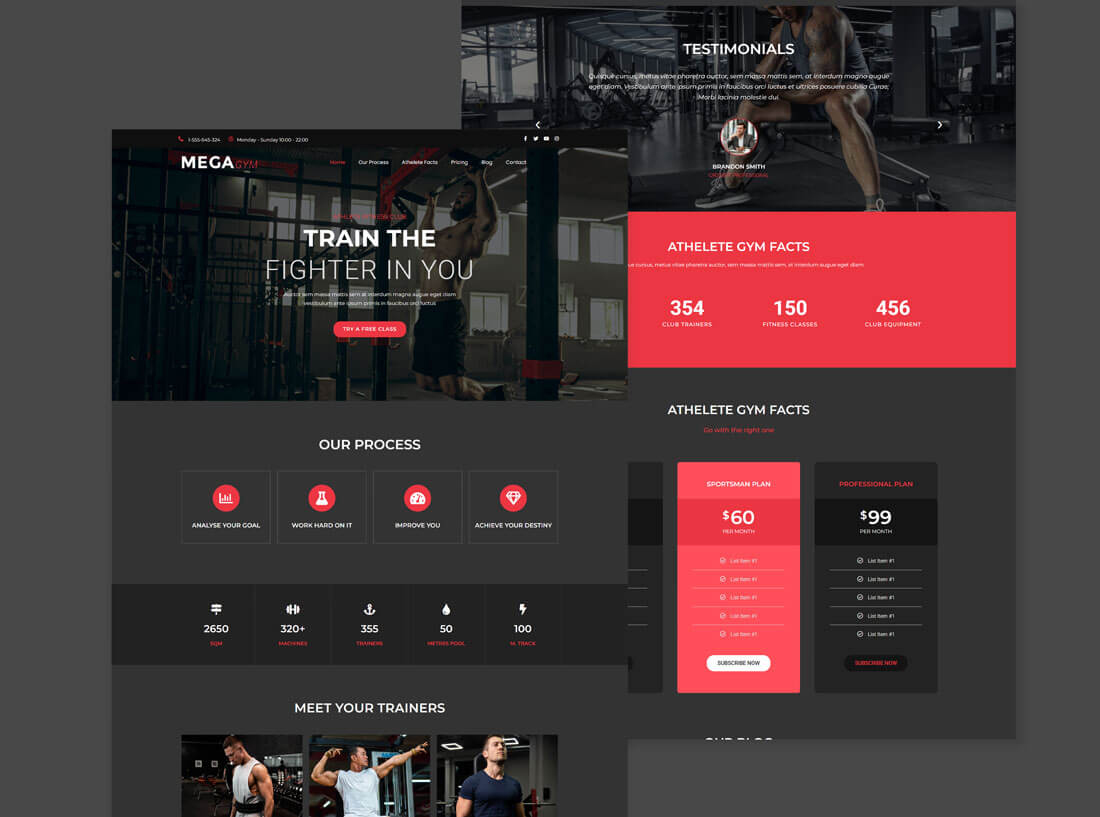 1-555-645-324 Monday - Sunday 10:00 - 22:00
MEGA GYM
Home Our Process Athelete Facts Pricing Blog Contact
TRAIN THE
FIGHTER IN YOU
Auctor sem massa mattis sem at interdum magna augue eget diam
vestibulum ante ipsum primis in faucibus orci luctus
TRY A FREE CLASS
OUR PROCESS
ANALYSE YOUR GOAL WORK HARD ON IT IMPROVE YOU ACHIEVE YOUR DESTINY
2650 320+ 355 50 100
SQM MACHINES TRAINERS METRES POOL M. TRACK
MEET YOUR TRAINERS
TESTIMONIALS
Quisque cursus, metus vitae pharetra auctor, sem massa mattis sem, at interdum magna augue
eget diam. Vestibulum ante ipsum primis in faucibus orci luctus et ultrices posuere cubilia Curae;
Morbi lacinia molestie dui.
BRANDON SMITH
ATHELETE GYM FACTS
cursus, metus vitae pharetra auctor, sem massa mattis sem, at interdum augue eget diam
354 150 456
CLUB TRAINERS FITNESS CLASSES CLUB EQUIPMENT
ATHELETE GYM FACTS
Go with the right one
SPORTSMAN PLAN PROFESSIONAL PLAN
$60 $99
PER MONTH PER MONTH
List Item #1 List Item #1
List Item #1 List Item #1
List Item #1 List Item #1
List Item #1 List Item #1
List Item #1 List Item #1
SUBSCRIBE NOW SUBSCRIBE NOW
OUR BLOG